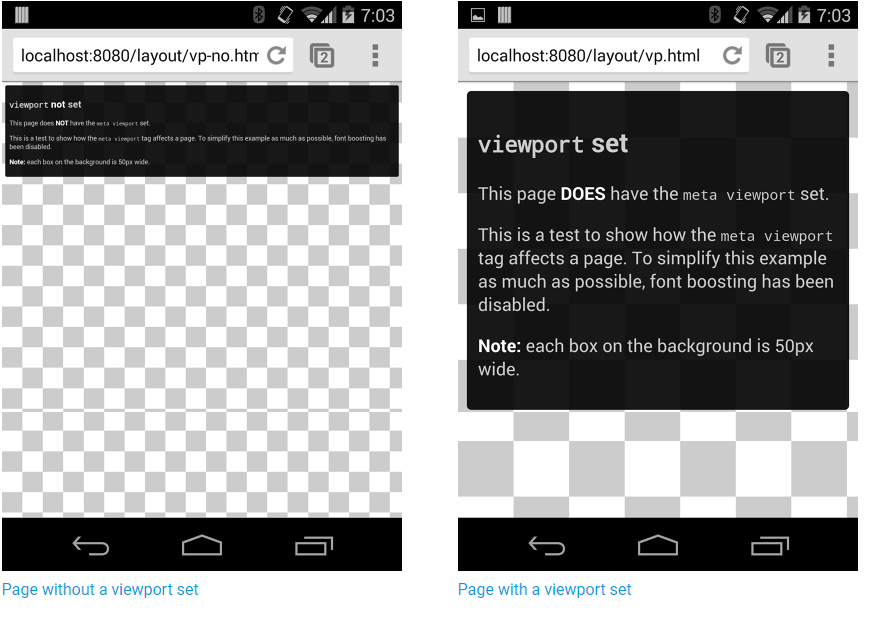 7:03
localhost:8080/layout/vp-no.htm
2
viewport not set
This page does NOT have the meta viewport set.
This is a test to show how the meta viewport tag affects a page. To simplify this example as much as possible, font boosting has
been disabled.
Note: each box on the background is 50px wide.
Page without a viewport set
7:03
localhost:8080/layout/vp.html
2
viewport set
This page DOES have the meta viewport set.
This is a test to show how the meta viewport
tag affects a page. To simplify this example
as much as possible, font boosting has been
disabled.
Note: each box on the background is 50px
wide.
Page with a viewport set